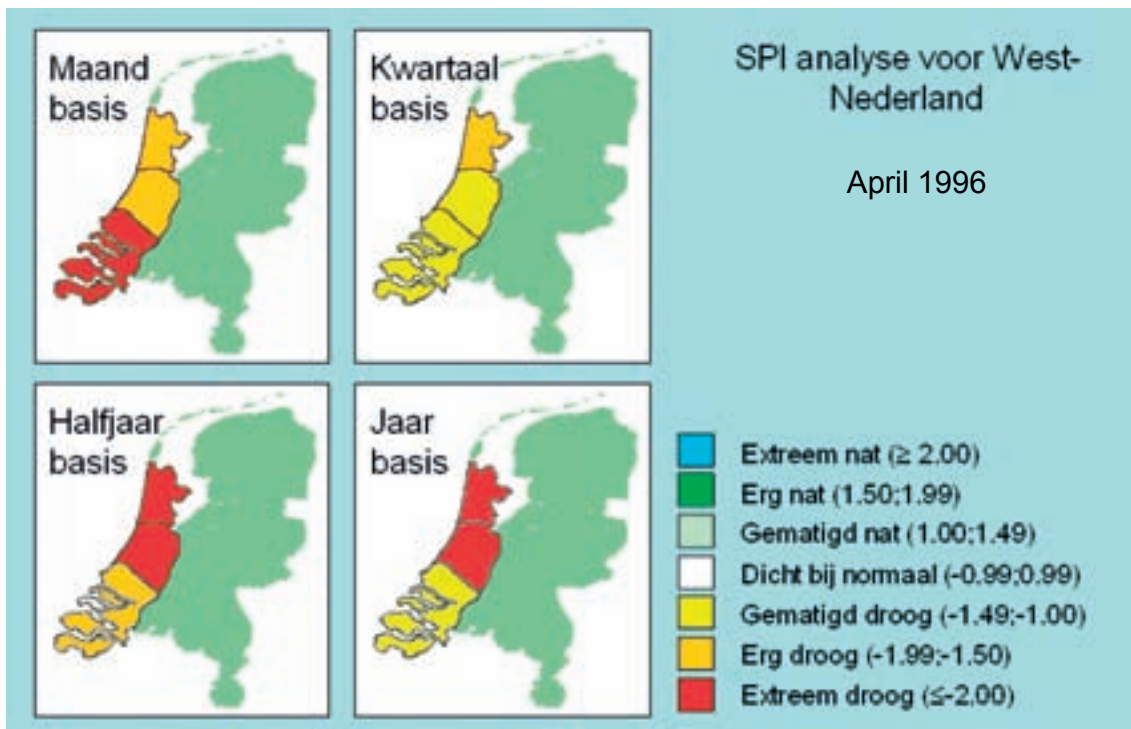 Maand
basis
Kwartaal
basis
SPI analyse voor West-
Nederland
April 1996
Halfjaar
basis
Jaar
basis
Extreem nat (≥ 2.00)
Erg nat (1.50;1.99)
Gematigd nat (1.00;1.49)
Dicht bij normaal (-0.99;0.99)
Gematigd droog (-1.49;-1.00)
Erg droog (-1.99;-1.50)
Extreem droog (≤-2.00)